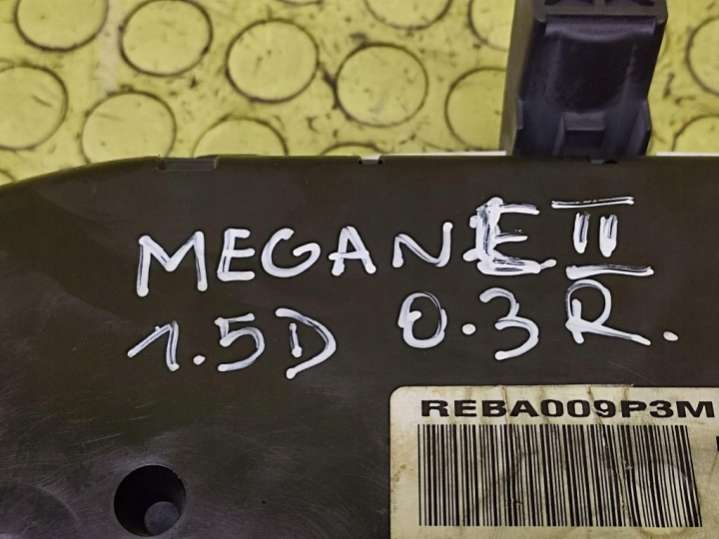 MEGANE II
1.5D 0.3R.
REBA009P3M